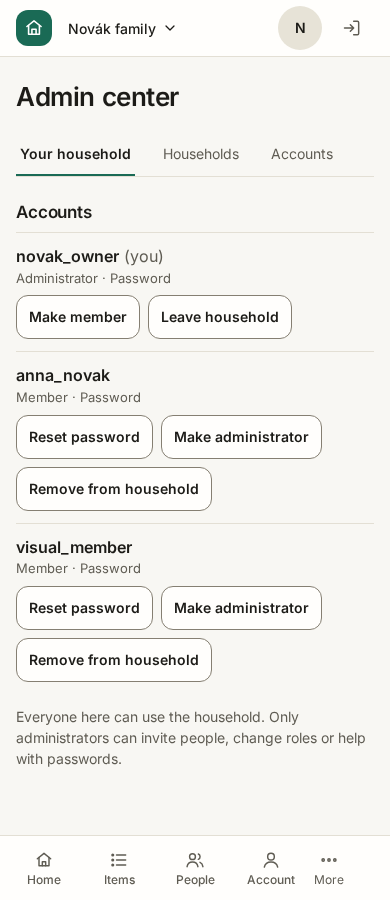 Novák family
N
Admin center
Your household Households Accounts
Accounts
novak_owner (you)
Administrator · Password
Make member Leave household
anna_novak
Member · Password
Reset password Make administrator
Remove from household
visual_member
Member · Password
Reset password Make administrator
Remove from household
Everyone here can use the household. Only
administrators can invite people, change roles or help
with passwords.
Home Items People Account More